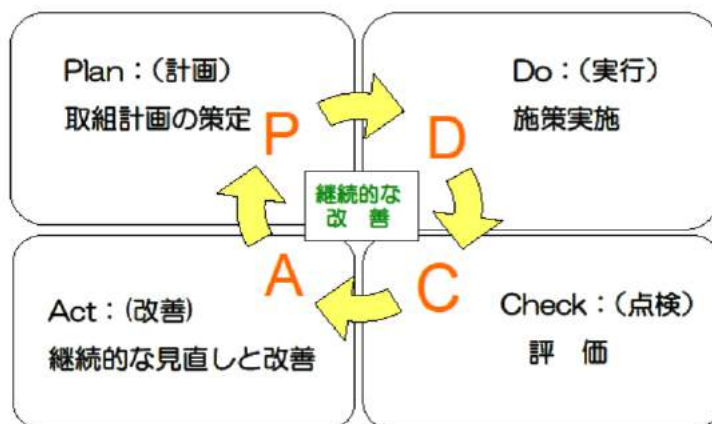 Plan：(計画)
取組計画の策定
P
Do：(実行)
施策実施
D
継続的な
改　善
Act：(改善)
継続的な見直しと改善
A
Check：(点検)
評　価
C